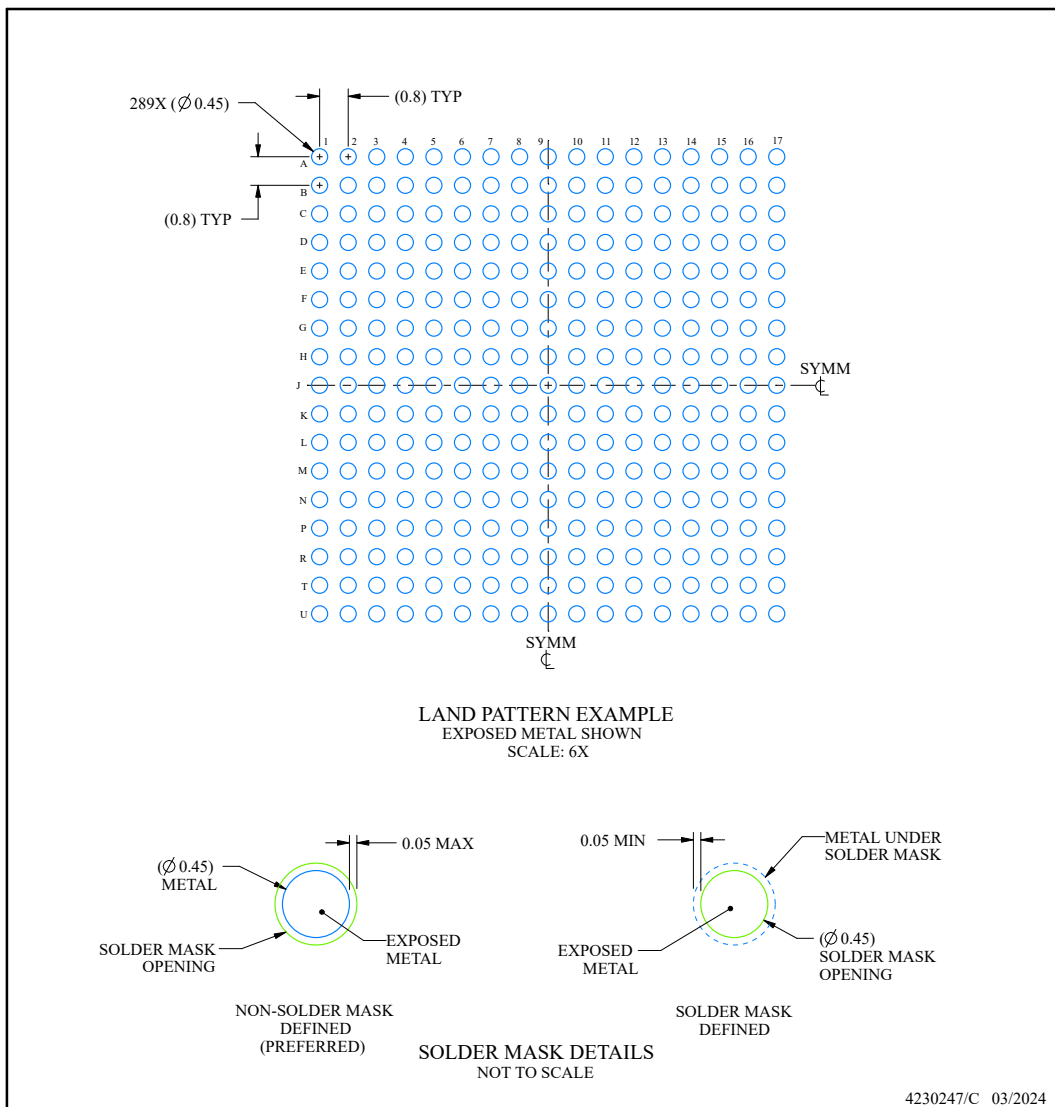 289X (Ø0.45)
(0.8) TYP
1 2 3 4 5 6 7 8 9 10 11 12 13 14 15 16 17
A
B
(0.8) TYP
C
D
E
F
G
H
SYMM
J
K
L
M
N
P
R
T
U
SYMM
LAND PATTERN EXAMPLE
EXPOSED METAL SHOWN
SCALE: 6X
0.05 MAX
(Ø0.45)
METAL
SOLDER MASK
OPENING
EXPOSED
METAL
NON-SOLDER MASK
DEFINED
(PREFERRED)
0.05 MIN
METAL UNDER
SOLDER MASK
EXPOSED
METAL
(Ø0.45)
SOLDER MASK
OPENING
SOLDER MASK
DEFINED
SOLDER MASK DETAILS
NOT TO SCALE
4230247/C 03/2024